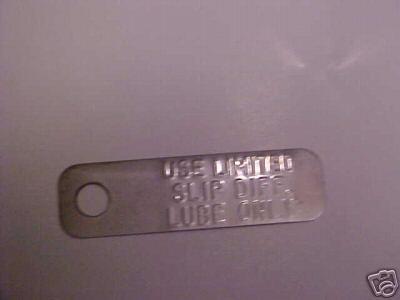 USE LIMITED
SLIP DIFF.
LUBE ONLY